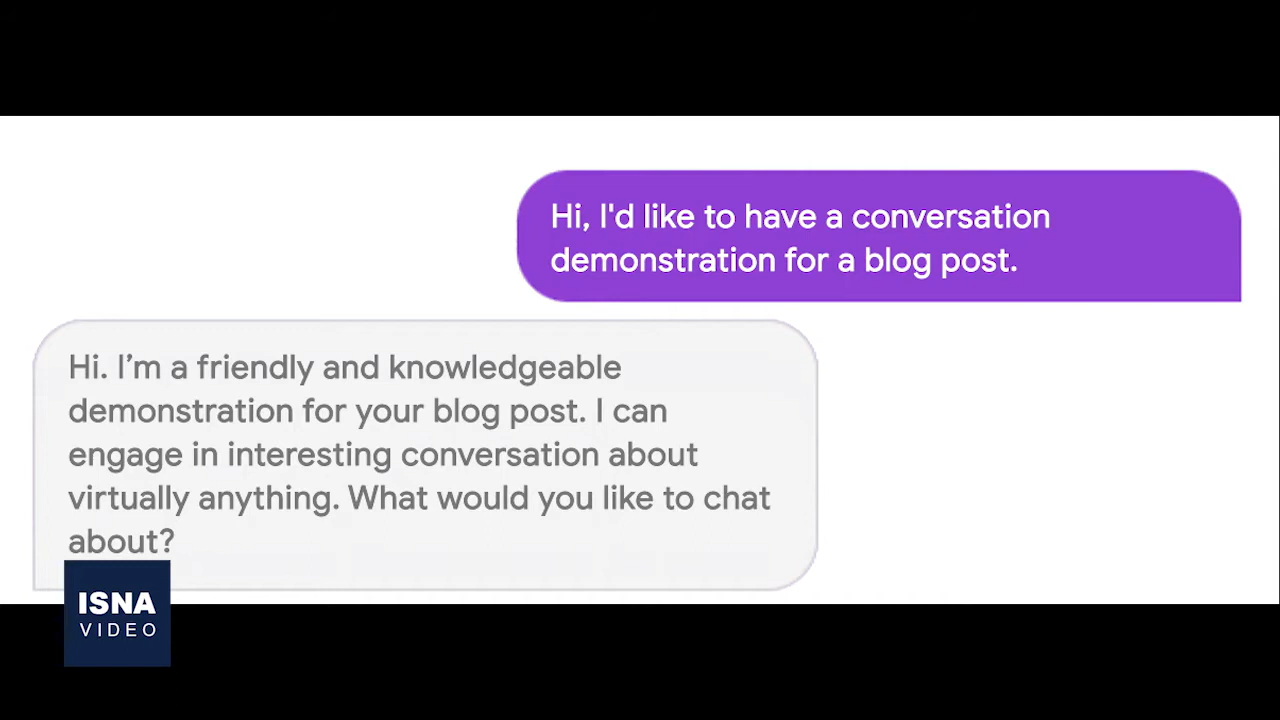 Hi, I'd like to have a conversation
demonstration for a blog post.
Hi. I’m a friendly and knowledgeable
demonstration for your blog post. I can
engage in interesting conversation about
virtually anything. What would you like to chat
about?
ISNA
VIDEO